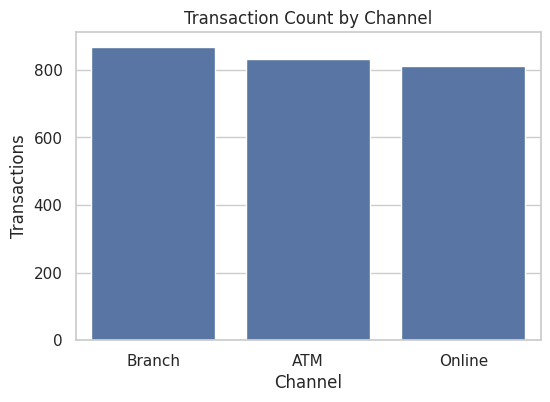 Transaction Count by Channel
Transactions
800
600
400
200
0
Branch ATM Online
Channel